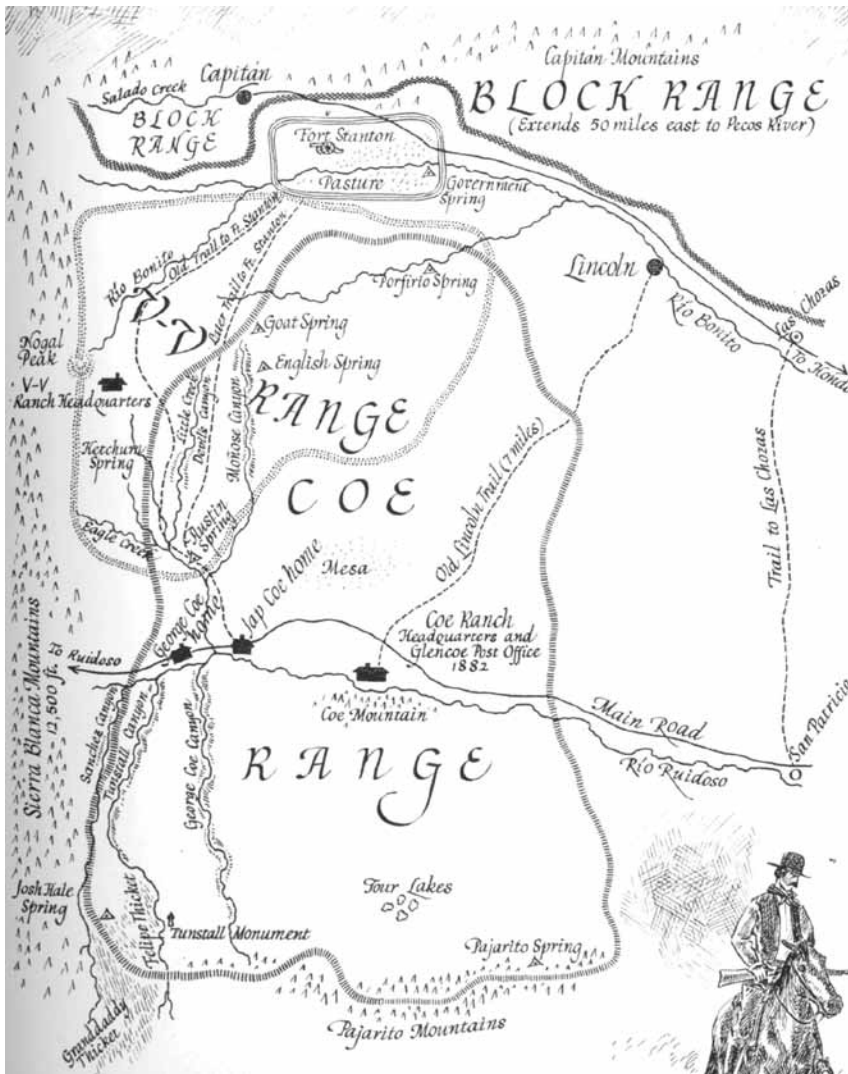 Capitán Mountains
Salado Creek
Capitán
BLOCK RANGE
(Extends 50 miles east to Pecos River)
BLOCK
RANGE
Fort Stanton
Pasture
Government
Spring
Río Bonito
Old Trail to Ft. Stanton
Later Trail to Ft. Stanton
Porfirio Spring
Lincoln
Río Bonito
Las Chozas
To Hondo
Nogal
Peak
V-V
Ranch Headquarters
V-V
Goat Spring
English Spring
RANGE
Little Creek
Devils Canyon
Moñose Canyon
Ketchum
Spring
COE
Eagle Creek
Austin
Spring
Mesa
Old Lincoln Trail (7 miles)
Trail to Las Chozas
George Coe
home
Jap Coe home
Coe Ranch
Headquarters and
Glencoe Post Office
1882
To Ruidoso
Sierra Blanca Mountains
12,500 ft.
Coe Mountain
Main Road
San Patricio
Río Ruidoso
Sanchez Canyon
Tunstall Canyon
George Coe Canyon
RANGE
Josh Hale
Spring
Felipe Thicket
Four Lakes
Tunstall Monument
Pajarito Spring
Granddaddy
Thicket
Pajarito Mountains